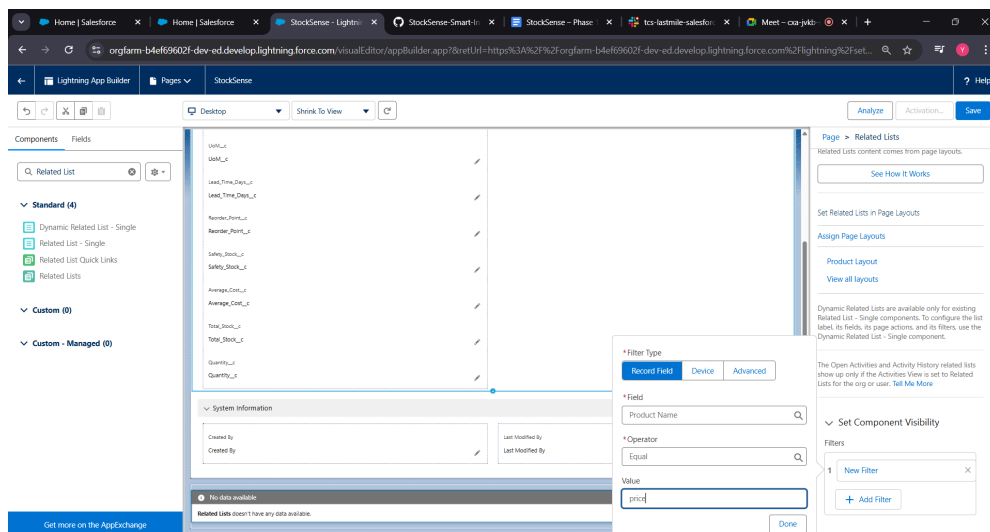 Home | Salesforce
Home | Salesforce
StockSense - Lightnin
StockSense-Smart-In
StockSense – Phase
tcs-lastmile-salesforc
Meet – cxa-jvkb-
orgfarm-b4ef69602f-dev-ed.develop.lightning.force.com/visualEditor/appBuilder.app?&retUrl=https%3A%2F%2Forgfarm-b4ef69602f-dev-ed.develop.lightning.force.com%2Flightning%2Fset...
Lightning App Builder
Pages
StockSense
? Help
Desktop
Shrink To View
Analyze
Activation...
Save
Components
Fields
Related List
Standard (4)
Dynamic Related List - Single
Related List - Single
Related List Quick Links
Related Lists
Custom (0)
Custom - Managed (0)
Get more on the AppExchange
UoM__c
UoM__c
Lead_Time_Days__c
Lead_Time_Days__c
Reorder_Point__c
Reorder_Point__c
Safety_Stock__c
Safety_Stock__c
Average_Cost__c
Average_Cost__c
Total_Stock__c
Total_Stock__c
Quantity__c
Quantity__c
System Information
Created By
Created By
Last Modified By
Last Modified By
No data available
Related Lists doesn't have any data available.
*Filter Type
Record Field
Device
Advanced
*Field
Product Name
*Operator
Equal
Value
price
Done
Page > Related Lists
Related Lists content comes from page layouts.
See How It Works
Set Related Lists in Page Layouts
Assign Page Layouts
Product Layout
View all layouts
Dynamic Related Lists are available only for existing
Related List - Single components. To configure the list
label, its fields, its page actions, and its filters, use the
Dynamic Related List - Single component.
The Open Activities and Activity History related lists
show up only if the Activities View is set to Related
Lists for the org or user. Tell Me More
Set Component Visibility
Filters
1 New Filter
+ Add Filter